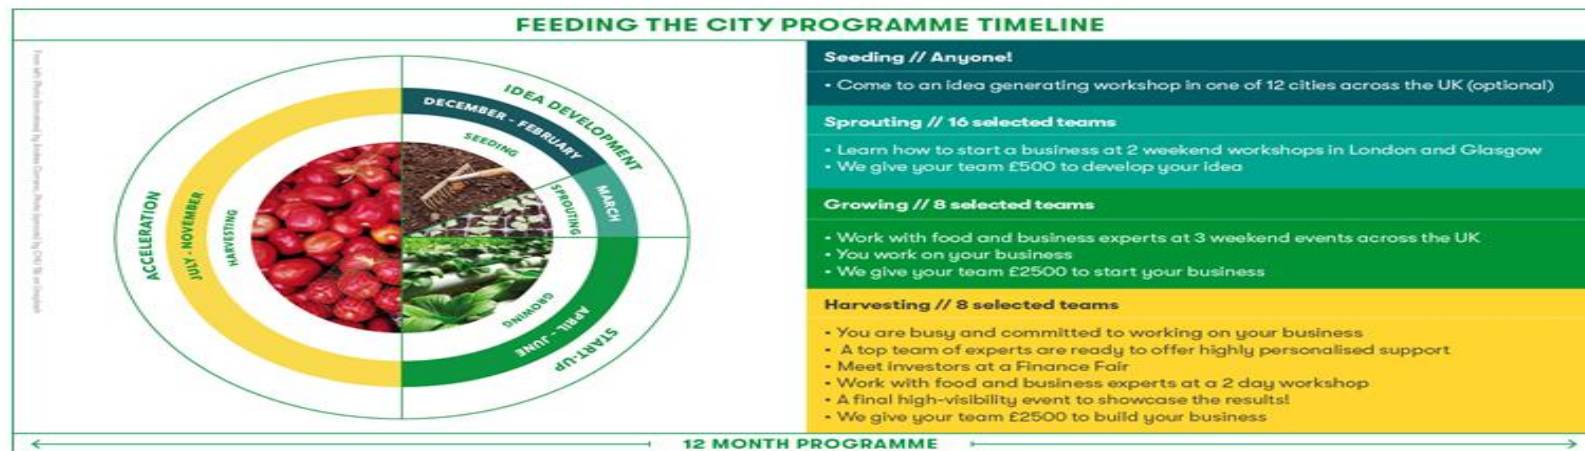 FEEDING THE CITY PROGRAMME TIMELINE
IDEA DEVELOPMENT
DECEMBER - FEBRUARY
SEEDING
MARCH
SPROUTING
ACCELERATION
JULY - NOVEMBER
HARVESTING
GROWING
APRIL - JUNE
START-UP
Seeding // Anyone!
• Come to an idea generating workshop in one of 12 cities across the UK (optional)
Sprouting // 16 selected teams
• Learn how to start a business at 2 weekend workshops in London and Glasgow
• We give your team £500 to develop your idea
Growing // 8 selected teams
• Work with food and business experts at 3 weekend events across the UK
• You work on your business
• We give your team £2500 to start your business
Harvesting // 8 selected teams
• You are busy and committed to working on your business
• A top team of experts are ready to offer highly personalised support
• Meet investors at a Finance Fair
• Work with food and business experts at a 2 day workshop
• A final high-visibility event to showcase the results!
• We give your team £2500 to build your business
12 MONTH PROGRAMME